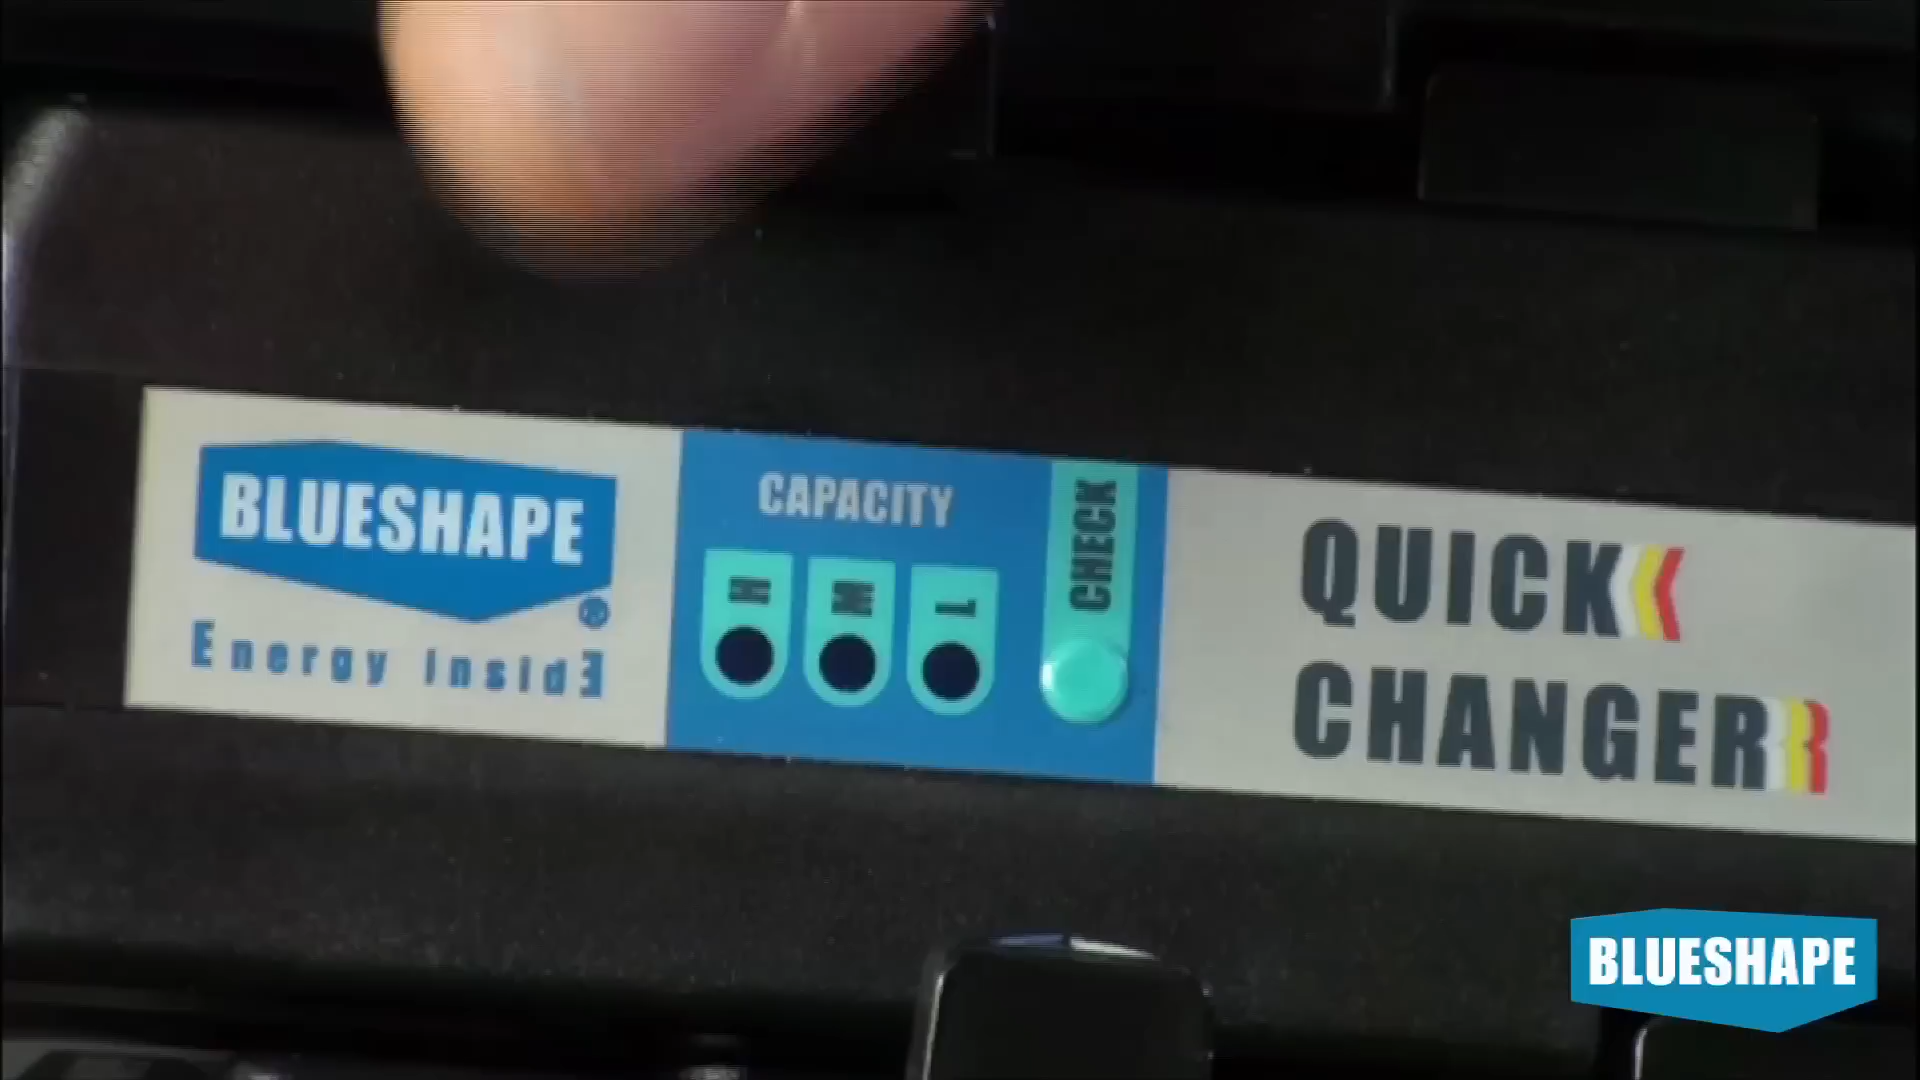 BLUESHAPE
®
Energy insidE
CAPACITY
H M L
CHECK
QUICK
CHANGER
BLUESHAPE